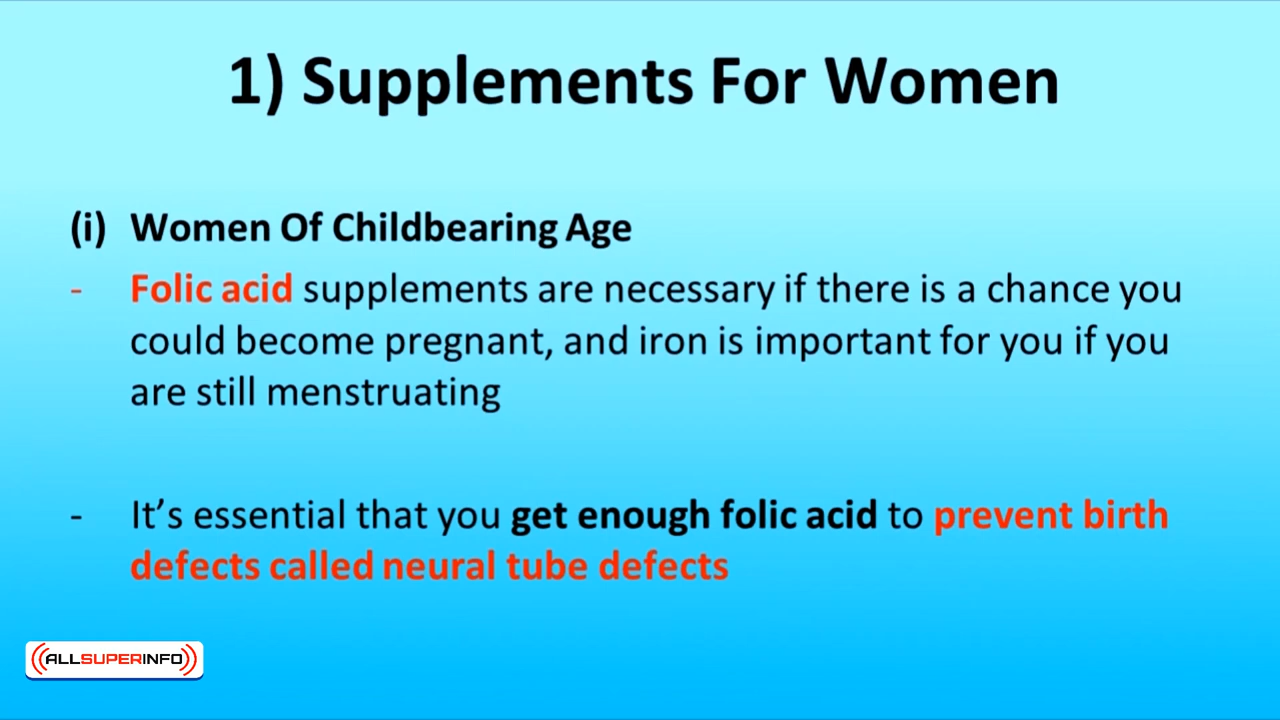 1) Supplements For Women
(i) Women Of Childbearing Age
- Folic acid supplements are necessary if there is a chance you
could become pregnant, and iron is important for you if you
are still menstruating
- It’s essential that you get enough folic acid to prevent birth
defects called neural tube defects
((ALLSUPERINFO))